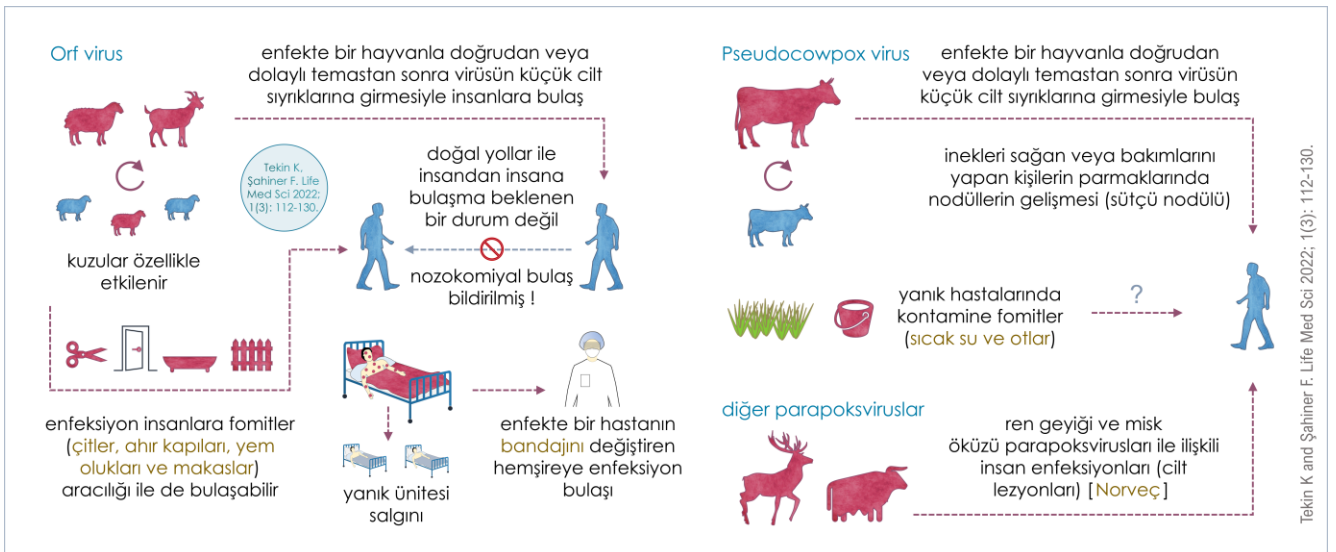 Orf virus
enfekte bir hayvanla doğrudan veya
dolaylı temastan sonra virüsün küçük cilt
sıyrıklarına girmesiyle insanlara bulaş
Tekin K,
Şahiner F. Life
Med Sci 2022;
1(3): 112-130.
doğal yollar ile
insandan insana
bulaşma beklenen
bir durum değil
nozokomiyal bulaş
bildirilmiş !
kuzular özellikle
etkilenir
enfeksiyon insanlara fomitler
(çitler, ahır kapıları, yem
olukları ve makaslar)
aracılığı ile de bulaşabilir
yanık ünitesi
salgını
enfekte bir hastanın
bandajını değiştiren
hemşireye enfeksiyon
bulaşı
Pseudocowpox virus
enfekte bir hayvanla doğrudan
veya dolaylı temastan sonra virüsün
küçük cilt sıyrıklarına girmesiyle bulaş
inekleri sağan veya bakımlarını
yapan kişilerin parmaklarında
nodüllerin gelişmesi (sütçü nodülü)
yanık hastalarında
kontamine fomitler
(sıcak su ve otlar)
?
diğer parapoksviruslar
ren geyiği ve misk
öküzü parapoksvirusları ile ilişkili
insan enfeksiyonları (cilt
lezyonları) [Norveç]
Tekin K and Şahiner F. Life Med Sci 2022; 1(3): 112-130.